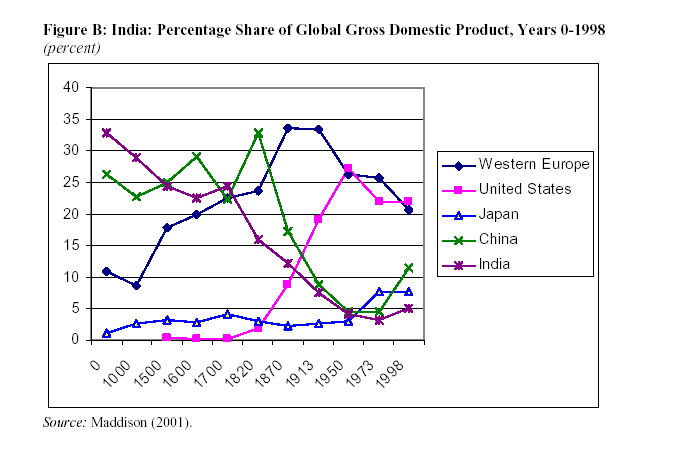 Figure B: India: Percentage Share of Global Gross Domestic Product, Years 0-1998
(percent)
40
35
30
25
20
15
10
5
0
0
1000
1500
1600
1700
1820
1870
1913
1950
1973
1998
Western Europe
United States
Japan
China
India
Source: Maddison (2001).